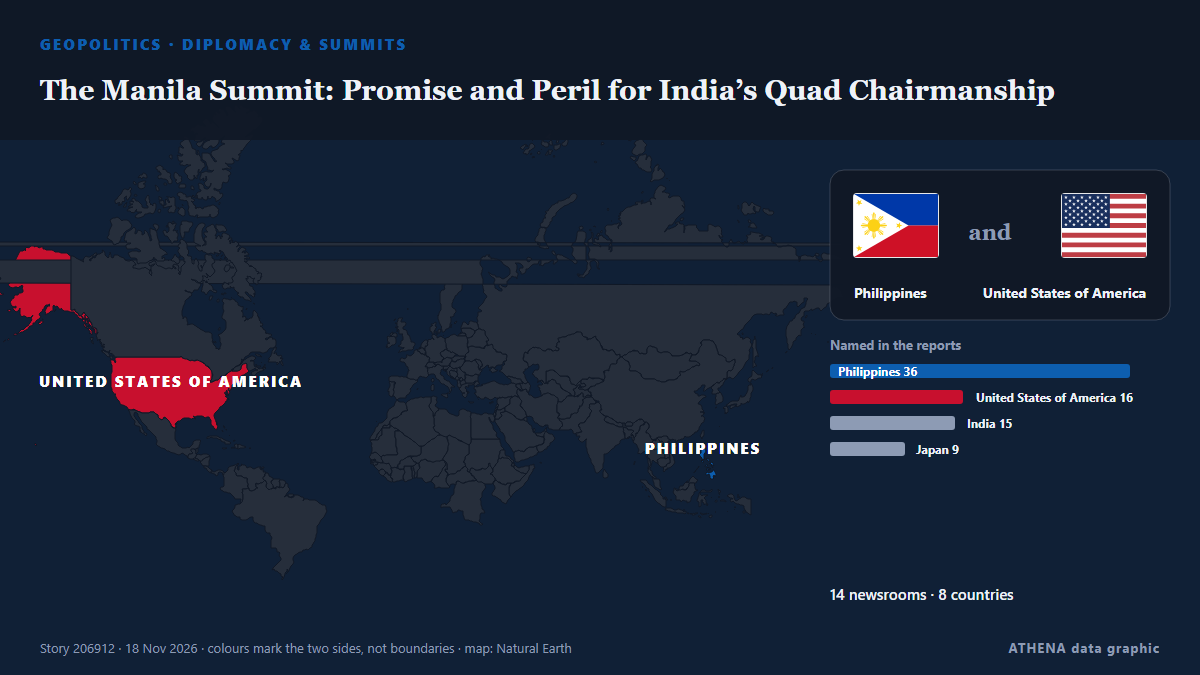 GEOPOLITICS · DIPLOMACY & SUMMITS
The Manila Summit: Promise and Peril for India’s Quad Chairmanship
and
Philippines
United States of America
UNITED STATES OF AMERICA
PHILIPPINES
Named in the reports
Philippines 36
United States of America 16
India 15
Japan 9
14 newsrooms · 8 countries
Story 206912 · 18 Nov 2026 · colours mark the two sides, not boundaries · map: Natural Earth
ATHENA data graphic